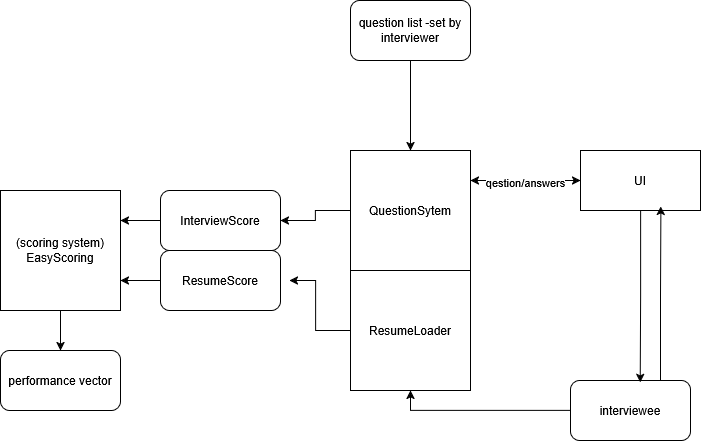 question list -set by
interviewer
qestion/answers
UI
QuestionSytem
InterviewScore
(scoring system)
EasyScoring
ResumeScore
ResumeLoader
performance vector
interviewee